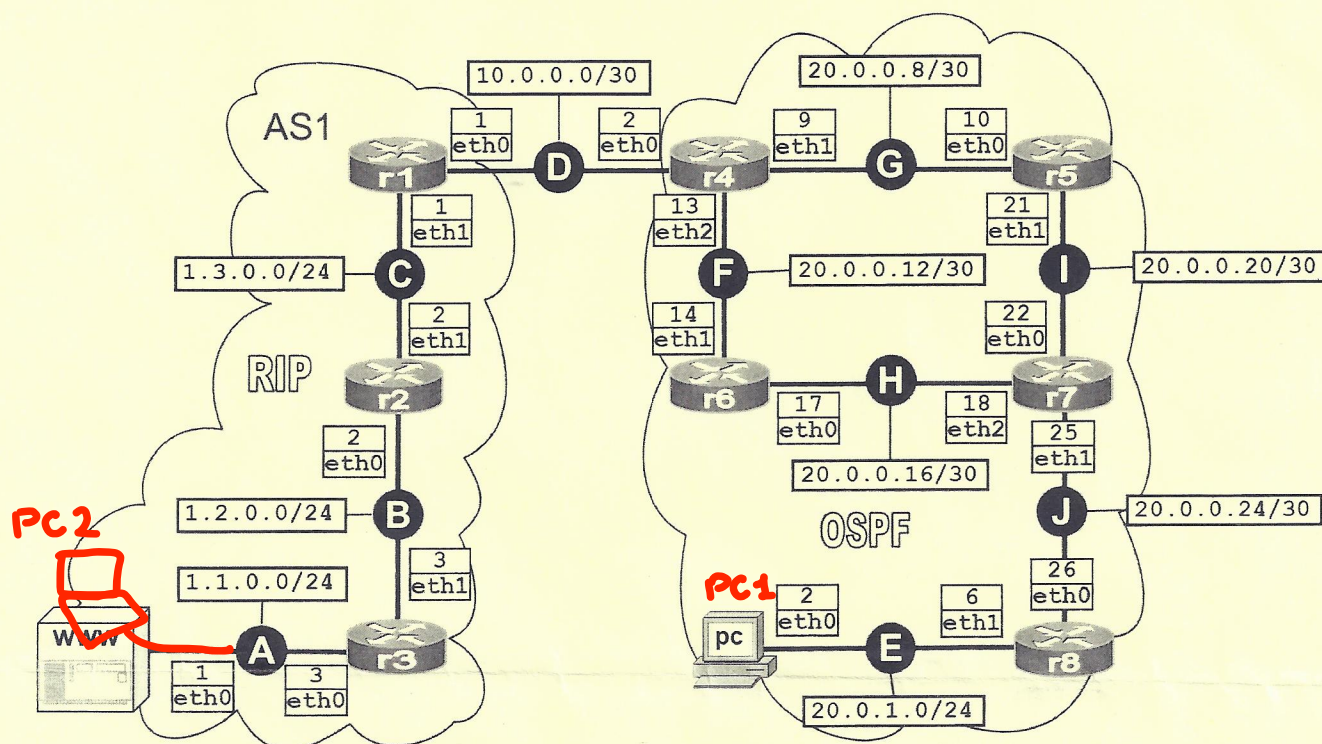 10.0.0.0/30
20.0.0.8/30
AS1
1
eth0
2
eth0
9
eth1
10
eth0
D
G
r1
r4
r5
1
eth1
13
eth2
21
eth1
1.3.0.0/24
C
F
20.0.0.12/30
I
20.0.0.20/30
2
eth1
14
eth1
22
eth0
RIP
r2
r6
H
r7
17
eth0
18
eth2
2
eth0
25
eth1
20.0.0.16/30
1.2.0.0/24
B
J
20.0.0.24/30
OSPF
PC2
1.1.0.0/24
3
eth1
26
eth0
PC1
2
eth0
6
eth1
WWW
A
r3
pc
E
r8
1
eth0
3
eth0
20.0.1.0/24